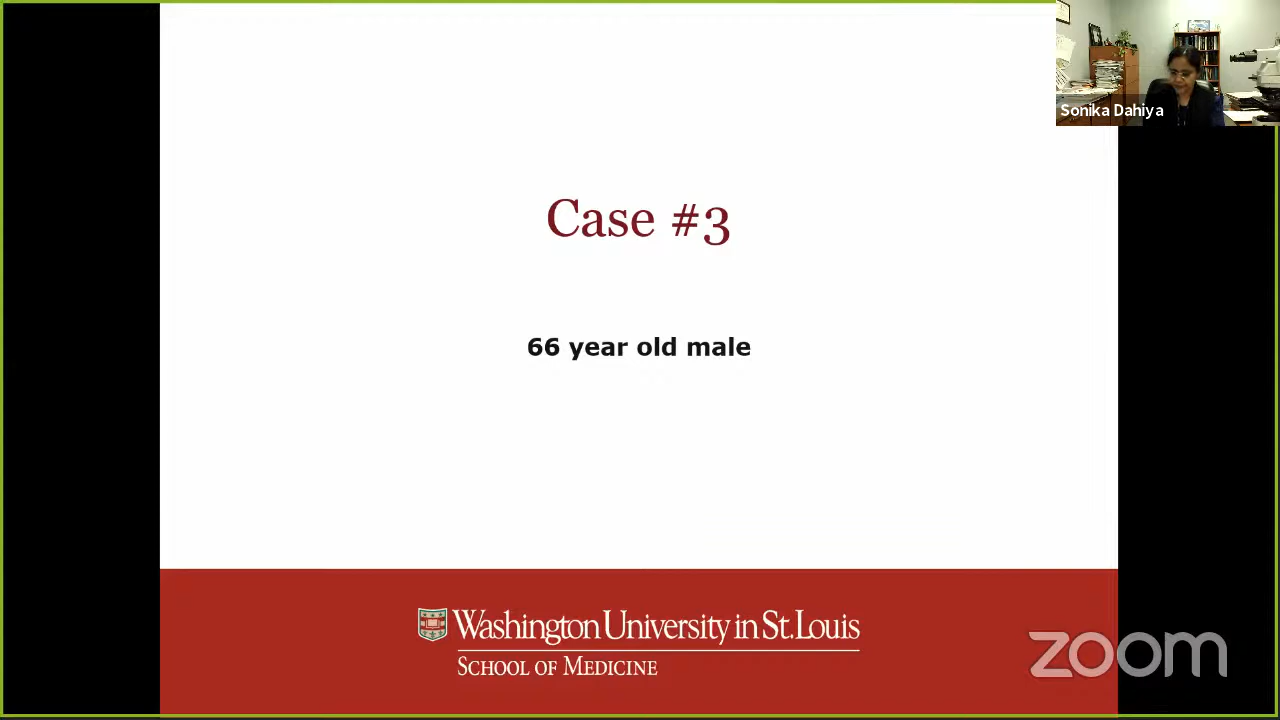 Sonika Dahiya
Case #3
66 year old male
Washington University in St. Louis
SCHOOL OF MEDICINE
zoom